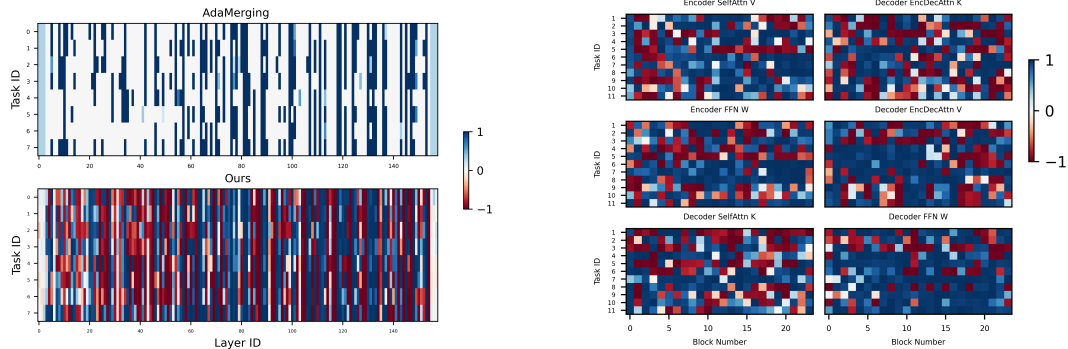 AdaMerging
Task ID
0
1
2
3
4
5
6
7
0 20 40 60 80 100 120 140
Ours
Task ID
0
1
2
3
4
5
6
7
0 20 40 60 80 100 120 140
Layer ID
1
0
−1
Encoder SelfAttn V
Decoder EncDecAttn K
Task ID
1
2
3
4
5
6
7
8
9
10
11
Encoder FFN W
Decoder EncDecAttn V
Task ID
1
2
3
4
5
6
7
8
9
10
11
Decoder SelfAttn K
Decoder FFN W
Task ID
1
2
3
4
5
6
7
8
9
10
11
0 5 10 15 20
0 5 10 15 20
Block Number
Block Number
1
0
−1